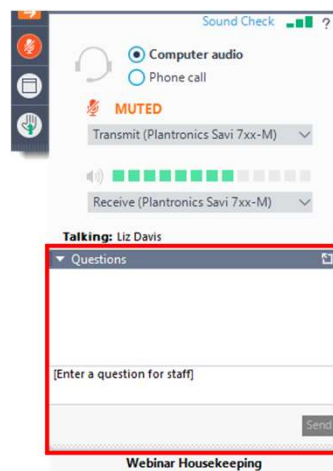 Sound Check ?
Computer audio
Phone call
MUTED
Transmit (Plantronics Savi 7xx-M)
Receive (Plantronics Savi 7xx-M)
Talking: Liz Davis
Questions
[Enter a question for staff]
Send
Webinar Housekeeping